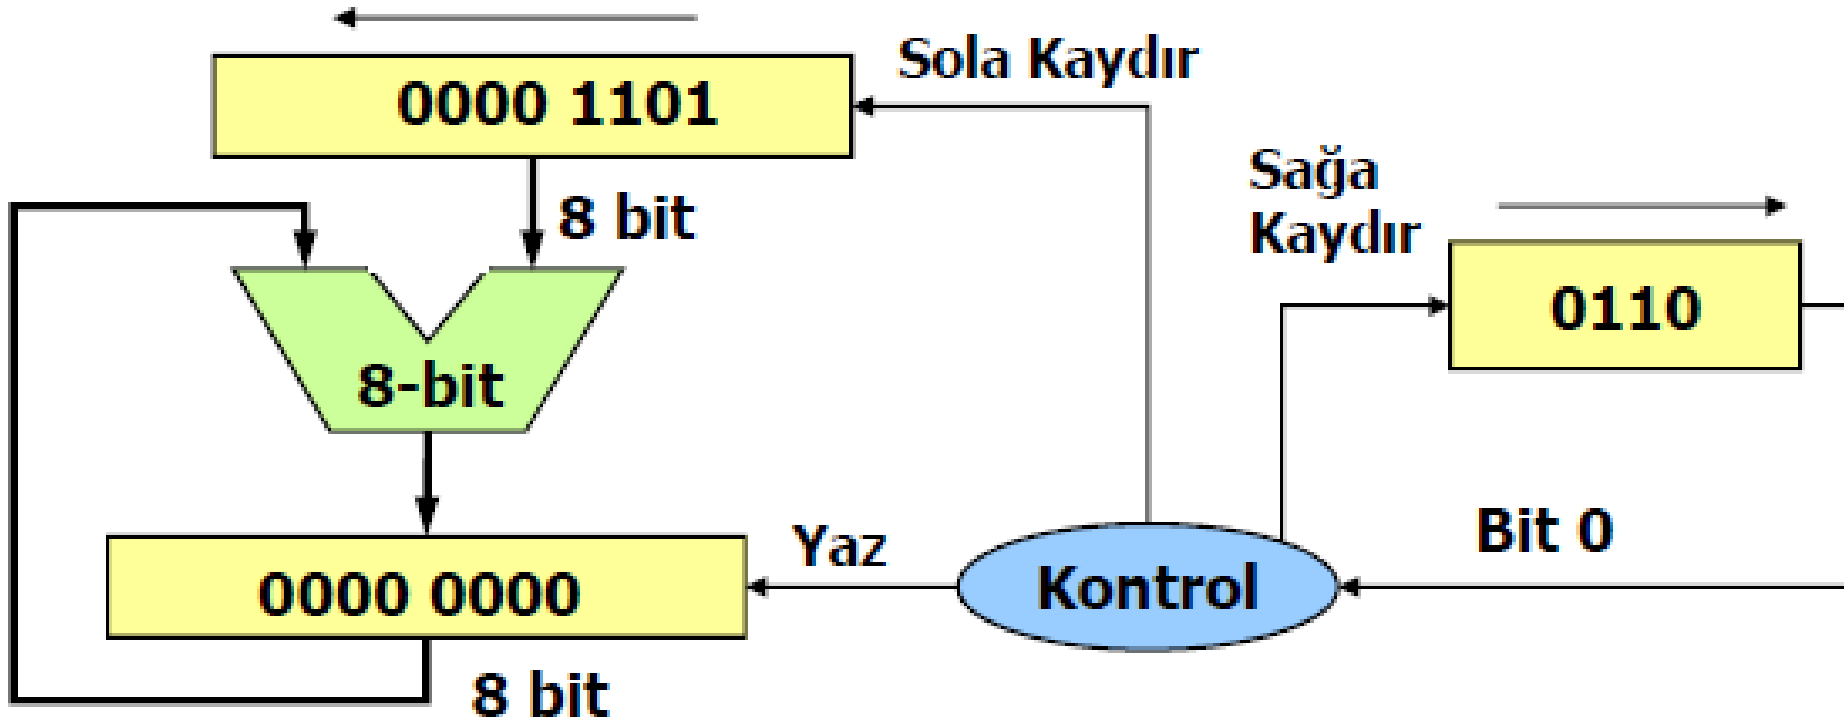 0000 1101
Sola Kaydır
8 bit
Sağa
Kaydır
0110
8-bit
Bit 0
Yaz
0000 0000
Kontrol
8 bit